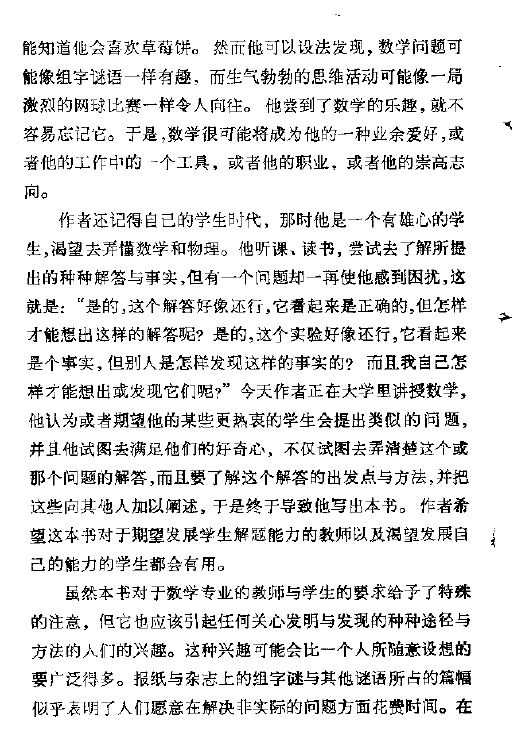 能知道他会喜欢草莓饼。然而他可以设法发现，数学问题可
能像组字谜语一样有趣，而生气勃勃的思维活动可能像一局
激烈的网球比赛一样令人向往。他尝到了数学的乐趣，就不
容易忘记它。于是，数学很可能将成为他的一种业余爱好，或
者他的工作中的一个工具，或者他的职业，或者他的崇高志
向。
作者还记得自己的学生时代，那时他是一个有雄心的学
生，渴望去弄懂数学和物理。他听课、读书，尝试去了解所提
出的种种解答与事实，但有一个问题却一再使他感到困扰，这
就是：“是的，这个解答好像还行，它看起来是正确的，但怎样
才能想出这样的解答呢？是的，这个实验好像还行，它看起来
是个事实，但别人是怎样发现这样的事实的？而且我自己怎
样才能想出或发现它们呢？”今天作者正在大学里讲授数学，
他认为或者期望他的某些更热衷的学生会提出类似的问题，
并且他试图去满足他们的好奇心，不仅试图去弄清楚这个或
那个问题的解答，而且要了解这个解答的出发点与方法，并把
这些向其他人加以阐述，于是终于导致他写出本书。作者希
望这本书对于期望发展学生解题能力的教师以及渴望发展自
己的能力的学生都会有用。
虽然本书对于数学专业的教师与学生的要求给予了特殊
的注意，但它也应该引起任何关心发明与发现的种种途径与
方法的人们的兴趣。这种兴趣可能会比一个人所随意设想的
要广泛得多。报纸与杂志上的组字谜与其他谜语所占的篇幅
似乎表明了人们愿意在解决非实际的问题方面花费时间。在